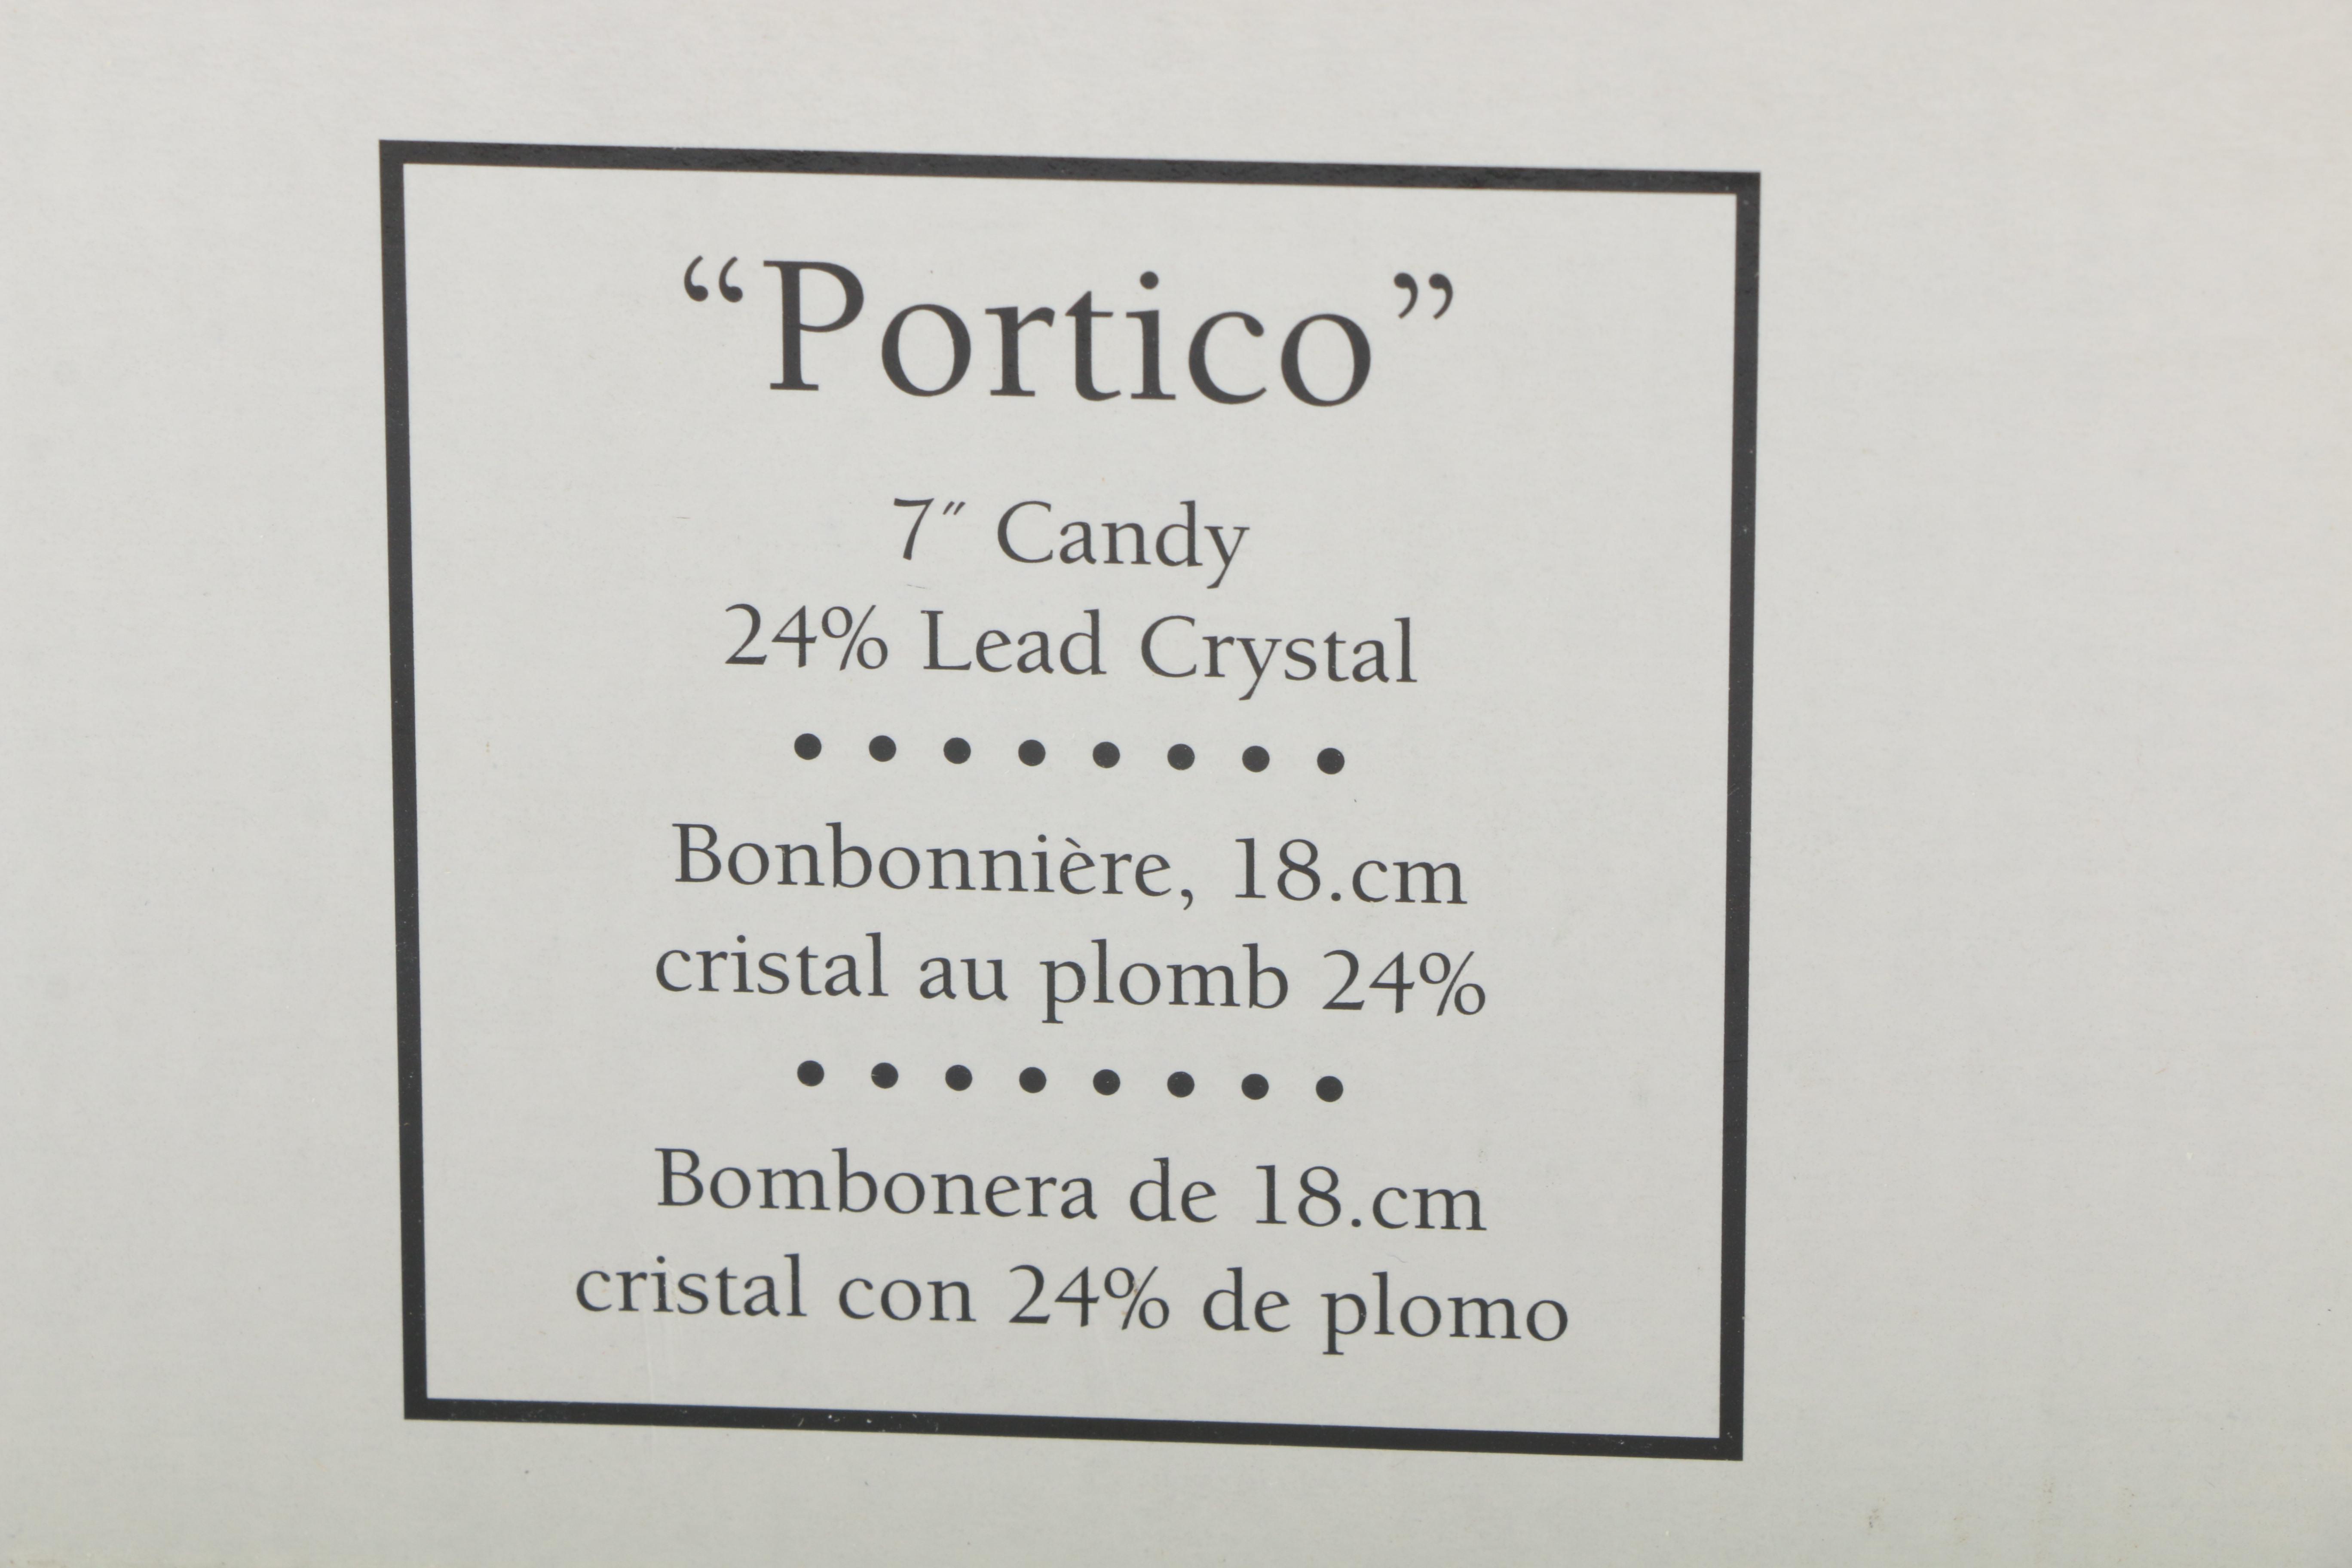 “Portico”
7″ Candy
24% Lead Crystal
• • • • • • • •
Bonbonnière, 18.cm
cristal au plomb 24%
• • • • • • • •
Bombonera de 18.cm
cristal con 24% de plomo